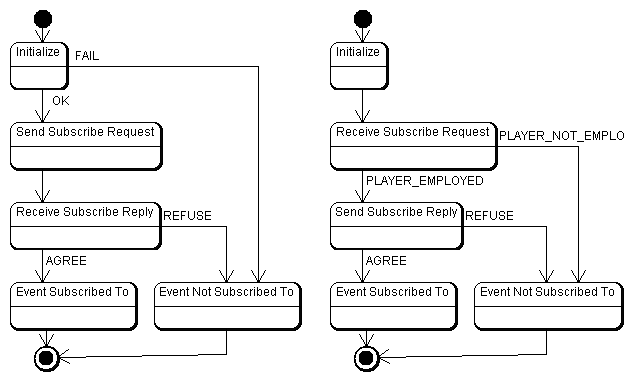 Initialize
FAIL
OK
Send Subscribe Request
Receive Subscribe Reply
REFUSE
AGREE
Event Subscribed To
Event Not Subscribed To
Initialize
Receive Subscribe Request
PLAYER_NOT_EMPLO
PLAYER_EMPLOYED
Send Subscribe Reply
REFUSE
AGREE
Event Subscribed To
Event Not Subscribed To